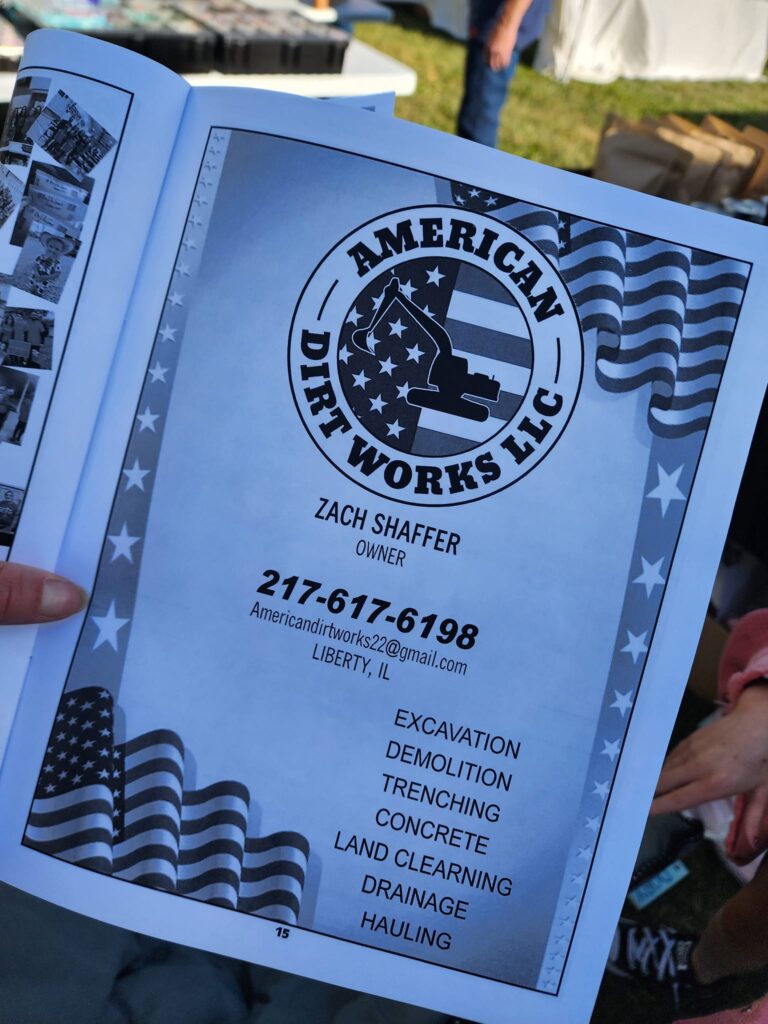 AMERICAN
DIRT WORKS LLC
ZACH SHAFFER
OWNER
217-617-6198
Americandirtworks22@gmail.com
LIBERTY, IL
EXCAVATION
DEMOLITION
TRENCHING
CONCRETE
LAND CLEARNING
DRAINAGE
HAULING
15